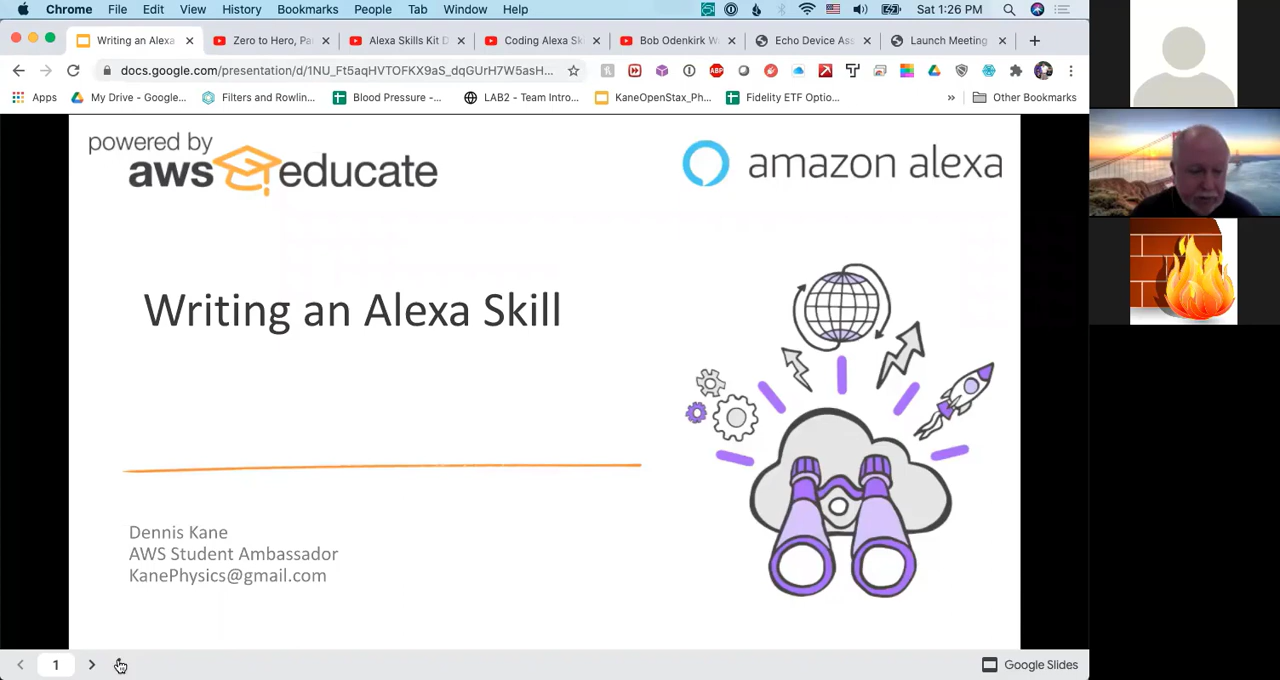 Chrome File Edit View History Bookmarks People Tab Window Help Sat 1:26 PM
Writing an Alexa Zero to Hero, Pa Alexa Skills Kit D Coding Alexa Sk Bob Odenkirk W Echo Device Ass Launch Meeting
docs.google.com/presentation/d/1NU_Ft5aqHVTOFKX9aS_dqGUrH7W5asH...
ABP
Apps My Drive - Google... Filters and Rowlin... Blood Pressure -... LAB2 - Team Intro... KaneOpenStax_Ph... Fidelity ETF Optio... » Other Bookmarks
powered by
aws educate
amazon alexa
Writing an Alexa Skill
Dennis Kane
AWS Student Ambassador
KanePhysics@gmail.com
1
Google Slides